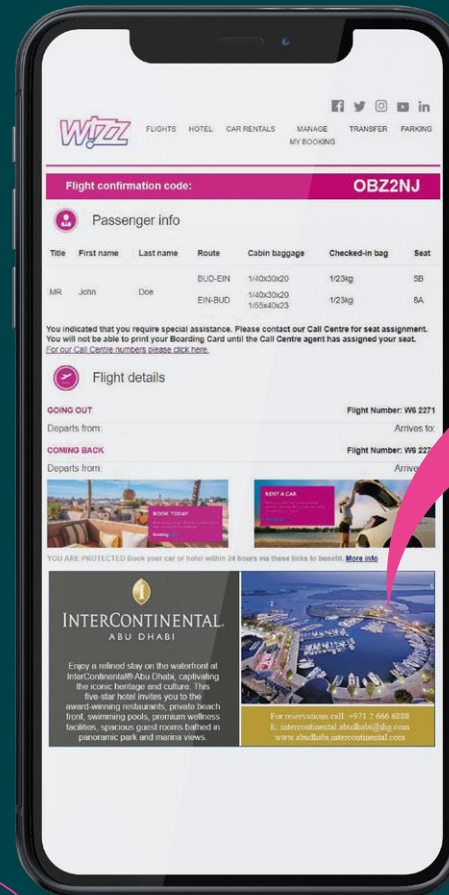 WIZZ
FLIGHTS HOTEL CAR RENTALS MANAGE MY BOOKING TRANSFER PARKING
Flight confirmation code: OBZ2NJ
Passenger info
Title First name Last name Route Cabin baggage Checked-in bag Seat
MR John Doe
BUD-EIN 1/40x30x20 1/23kg 5B
EIN-BUD 1/40x30x20 1/55x40x23 1/23kg 8A
You indicated that you require special assistance. Please contact our Call Centre for seat assignment.
You will not be able to print your Boarding Card until the Call Centre agent has assigned your seat.
For our Call Centre numbers please click here.
Flight details
GOING OUT Flight Number: W6 2271
Departs from: Arrives to:
COMING BACK Flight Number: W6 227
Departs from: Arrive
BOOK TODAY
RENT A CAR
YOU ARE PROTECTED Book your car or hotel within 24 hours via these links to benefit. More info
INTERCONTINENTAL.
ABU DHABI
Enjoy a refined stay on the waterfront at
InterContinental® Abu Dhabi, captivating
the iconic heritage and culture. This
five-star hotel invites you to the
award-winning restaurants, private beach
front, swimming pools, premium wellness
facilities, spacious guest rooms bathed in
panoramic park and marina views.
For reservations call: +971 2 666 6888
E: intercontinental.abudhabi@ihg.com
www.abudhabi.intercontinental.com